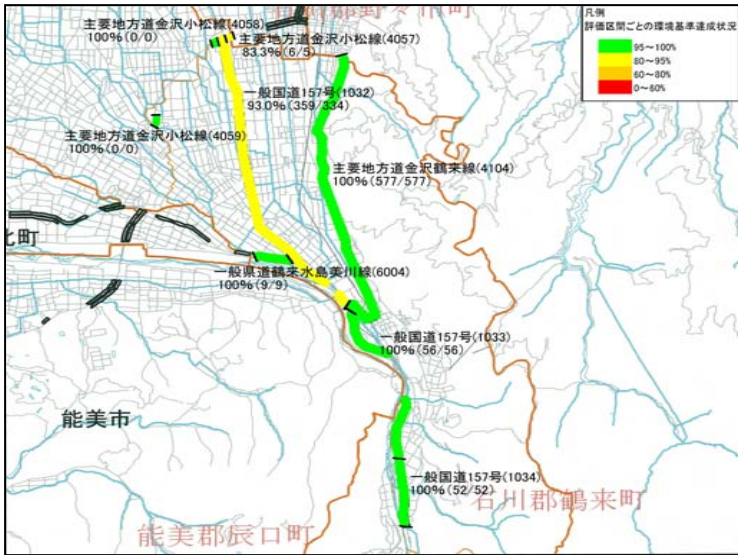 主要地方道金沢小松線(4058)
100%(0/0)
主要地方道金沢小松線(4057)
83.3%(6/5)
一般国道157号(1032)
93.0%(359/334)
主要地方道金沢小松線(4059)
100%(0/0)
主要地方道金沢鶴来線(4104)
100%(577/577)
凡例
評価区間ごとの環境基準達成状況
95~100%
80~95%
60~80%
0~60%
北町
一般県道鶴来水島美川線(6004)
100%(9/9)
一般国道157号(1033)
100%(56/56)
能美市
一般国道157号(1034)
100%(52/52)
石川郡鶴来町
能美郡辰口町